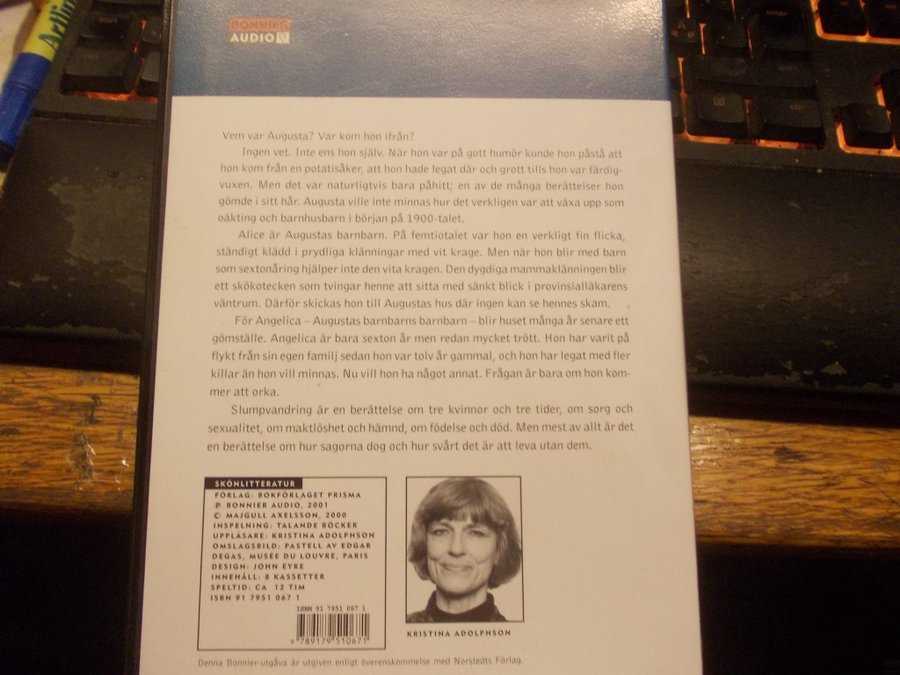 Artline
BONNIER
AUDIO
Vem var Augusta? Var kom hon ifrån?
Ingen vet. Inte ens hon själv. När hon var på gott humör kunde hon påstå att
hon kom från en potatisåker, att hon hade legat där och grott tills hon var färdig-
vuxen. Men det var naturligtvis bara påhitt; en av de många berättelser hon
gömde i sitt hår. Augusta ville inte minnas hur det verkligen var att växa upp som
oäkting och barnhusbarn i början på 1900-talet.
Alice är Augustas barnbarn. På femtiotalet var hon en verkligt fin flicka,
ständigt klädd i prydliga klänningar med vit krage. Men när hon blir med barn
som sextonåring hjälper inte den vita kragen. Den dygdiga mammaklänningen blir
ett skökotecken som tvingar henne att sitta med sänkt blick i provinsialläkarens
väntrum. Därför skickas hon till Augustas hus där ingen kan se hennes skam.
För Angelica – Augustas barnbarns barnbarn – blir huset många år senare ett
gömställe. Angelica är bara sexton år men redan mycket trött. Hon har varit på
flykt från sin egen familj sedan hon var tolv år gammal, och hon har legat med fler
killar än hon vill minnas. Nu vill hon ha något annat. Frågan är bara om hon kom-
mer att orka.
Slumpvandring är en berättelse om tre kvinnor och tre tider, om sorg och
sexualitet, om maktlöshet och hämnd, om födelse och död. Men mest av allt är det
en berättelse om hur sagorna dog och hur svårt det är att leva utan dem.
SKÖNLITTERATUR
FÖRLAG: BOKFÖRLAGET PRISMA
℗ BONNIER AUDIO, 2001
© MAJGULL AXELSSON, 2000
INSPELNING: TALANDE BÖCKER
UPPLÄSARE: KRISTINA ADOLPHSON
OMSLAGSBILD: PASTELL AV EDGAR
DEGAS, MUSÉE DU LOUVRE, PARIS
DESIGN: JOHN EYRE
INNEHÅLL: 8 KASSETTER
SPELTID: CA 12 TIM
ISBN 91 7951 067 1
ISBN 91 7951 067 1
9 789179 510671
KRISTINA ADOLPHSON
Denna Bonnier-utgåva är utgiven enligt överenskommelse med Norstedts Förlag.